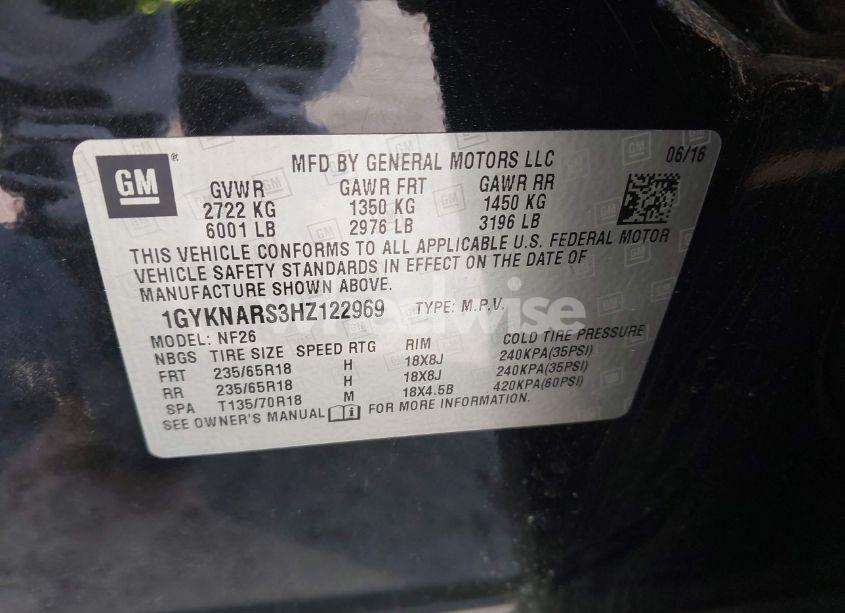 GM ® MFD BY GENERAL MOTORS LLC 06/16
GVWR GAWR FRT GAWR RR
2722 KG 1350 KG 1450 KG
6001 LB 2976 LB 3196 LB
THIS VEHICLE CONFORMS TO ALL APPLICABLE U.S. FEDERAL MOTOR
VEHICLE SAFETY STANDARDS IN EFFECT ON THE DATE OF
MANUFACTURE SHOWN ABOVE.
1GYKNARS3HZ122969 TYPE: M.P.V.
wheelwise
MODEL: NF26
NBGS TIRE SIZE SPEED RTG RIM COLD TIRE PRESSURE
FRT 235/65R18 H 18X8J 240KPA(35PSI)
RR 235/65R18 H 18X8J 240KPA(35PSI)
SPA T135/70R18 M 18X4.5B 420KPA(60PSI)
SEE OWNER'S MANUAL FOR MORE INFORMATION.